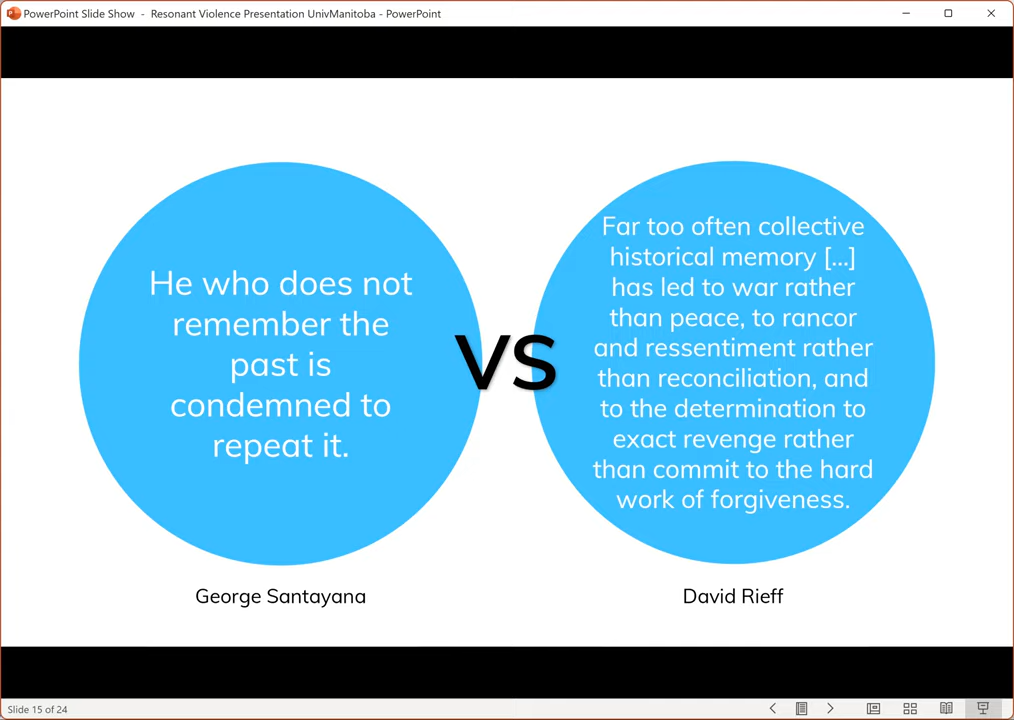 PowerPoint Slide Show - Resonant Violence Presentation UnivManitoba - PowerPoint
He who does not
remember the
past is
condemned to
repeat it.
George Santayana
VS
Far too often collective
historical memory [...]
has led to war rather
than peace, to rancor
and ressentiment rather
than reconciliation, and
to the determination to
exact revenge rather
than commit to the hard
work of forgiveness.
David Rieff
Slide 15 of 24